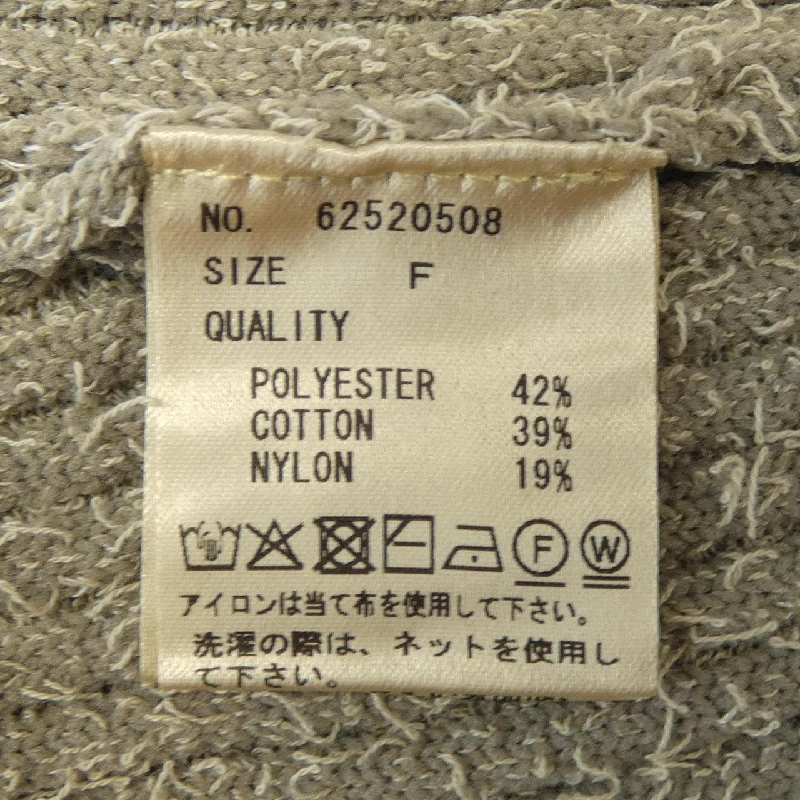 NO. 62520508
SIZE F
QUALITY
POLYESTER 42%
COTTON 39%
NYLON 19%
F W
アイロンは当て布を使用して下さい。
洗濯の際は、ネットを使用し
て下さい。